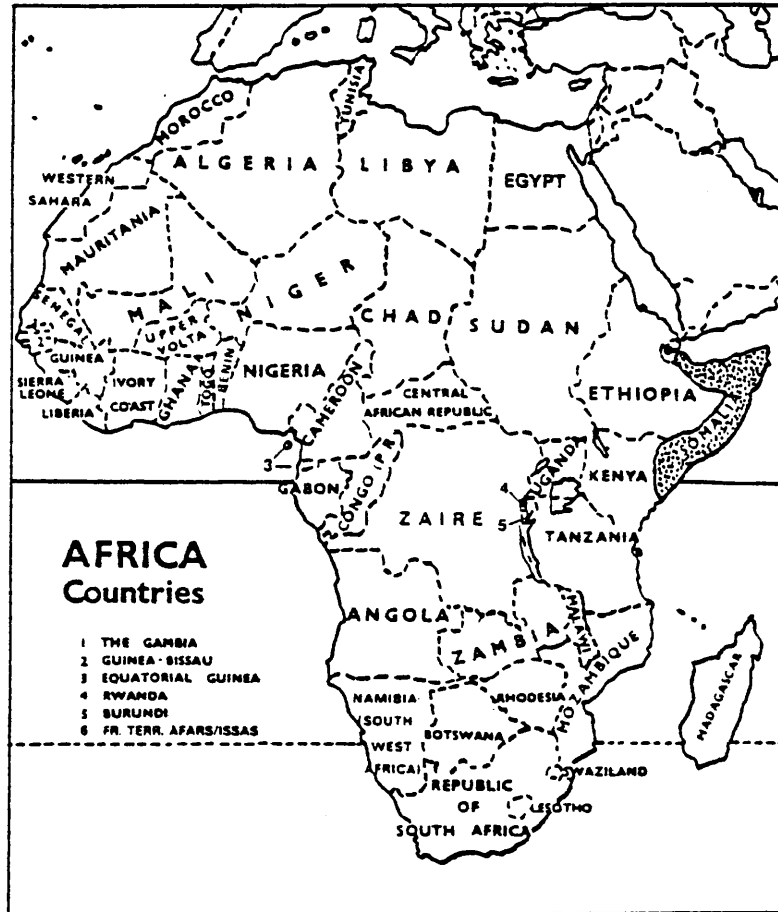 TUNISIA
MOROCCO
ALGERIA
LIBYA
EGYPT
WESTERN
SAHARA
MAURITANIA
MALI
NIGER
CHAD
SUDAN
SENEGAL
1
2
UPPER
VOLTA
GUINEA
NIGERIA
BENIN
TOGO
GHANA
SIERRA
LEONE
IVORY
COAST
LIBERIA
CAMEROON
CENTRAL
AFRICAN REPUBLIC
ETHIOPIA
SOMALIA
3
UGANDA
KENYA
GABON
CONGO (P.R.
ZAIRE
4
5
TANZANIA
AFRICA
Countries
1 THE GAMBIA
2 GUINEA-BISSAU
3 EQUATORIAL GUINEA
4 RWANDA
5 BURUNDI
6 FR. TERR. AFARS/ISSAS
ANGOLA
ZAMBIA
MALAWI
MOZAMBIQUE
MADAGASCAR
NAMIBIA
(SOUTH
WEST
AFRICA)
RHODESIA
BOTSWANA
SWAZILAND
REPUBLIC
OF
SOUTH AFRICA
LESOTHO